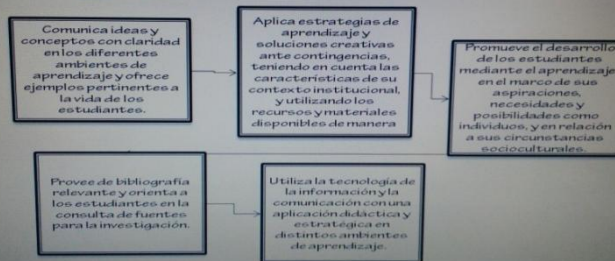 Comunica ideas y
conceptos con claridad
en los diferentes
ambientes de
aprendizaje y ofrece
ejemplos pertinentes a
la vida de los
estudiantes.
Aplica estrategias de
aprendizaje y
soluciones creativas
ante contingencias,
teniendo en cuenta las
características de su
contexto institucional,
y utilizando los
recursos y materiales
disponibles de manera
Promueve el desarrollo
de los estudiantes
mediante el aprendizaje
en el marco de sus
aspiraciones,
necesidades y
posibilidades como
individuos, y en relación
a sus circunstancias
socioculturales.
Provee de bibliografía
relevante y orienta a
los estudiantes en la
consulta de fuentes
para la investigación.
Utiliza la tecnología de
la información y la
comunicación con una
aplicación didáctica y
estratégica en
distintos ambientes
de aprendizaje.